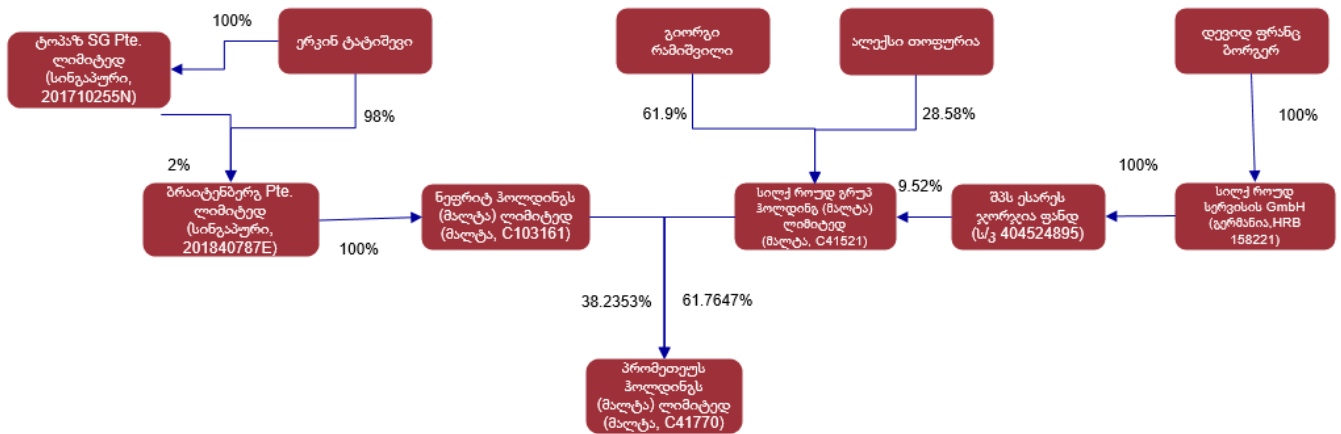 100%
ტოპაზ SG Pte.
ლიმიტედ
(სინგაპური,
201710255N)
ერკინ ტატიშევი
გიორგი
რამიშვილი
ალექსი თოფურია
დევიდ ფრანც
ბორგერ
98%
61.9%
28.58%
100%
2%
100%
9.52%
ბრაიტენბერგ Pte.
ლიმიტედ
(სინგაპური,
201840787E)
ნეფრიტ ჰოლდინგს
(მალტა) ლიმიტედ
(მალტა, C103161)
სილქ როუდ გრუპ
ჰოლდინგ (მალტა)
ლიმიტედ
(მალტა, C41521)
შპს ესარეს
ჯორჯია ფანდ
(ს/კ 404524895)
სილქ როუდ
სერვისის GmbH
(გერმანია,HRB
158221)
100%
38.2353%
61.7647%
პრომეთეუს
ჰოლდინგს
(მალტა) ლიმიტედ
(მალტა, C41770)